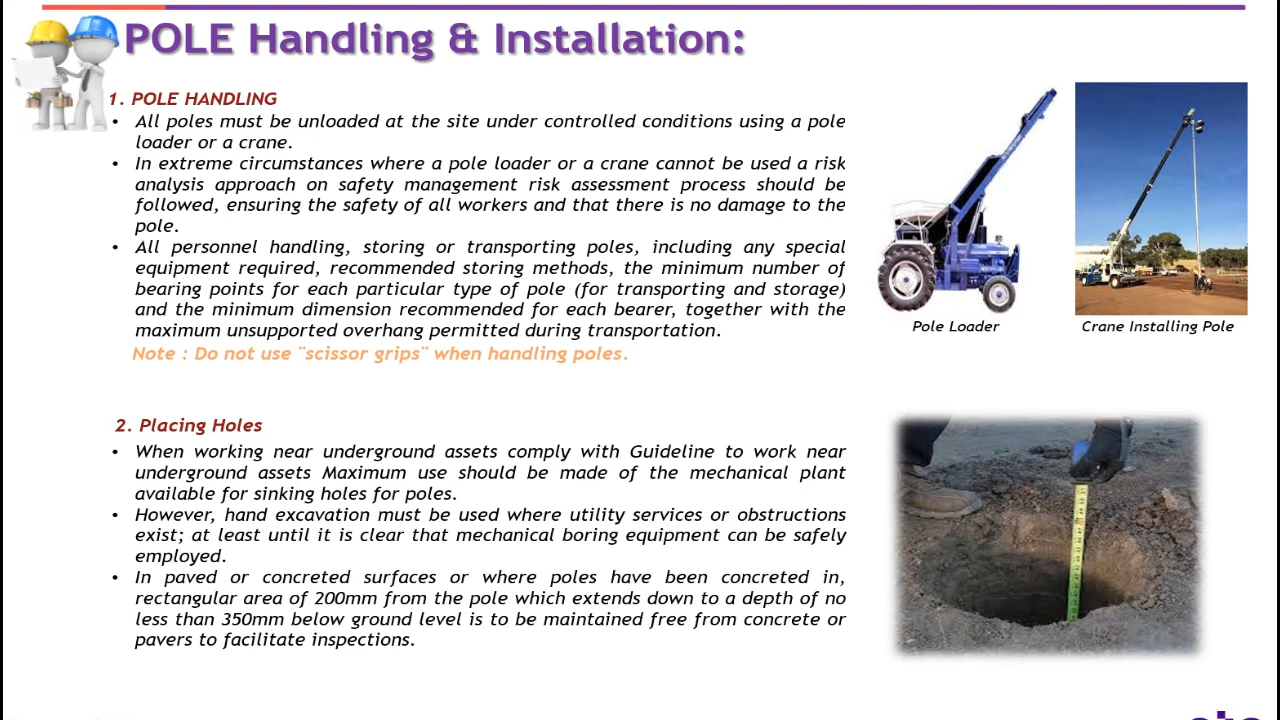 POLE Handling & Installation:
1. POLE HANDLING
• All poles must be unloaded at the site under controlled conditions using a pole
loader or a crane.
• In extreme circumstances where a pole loader or a crane cannot be used a risk
analysis approach on safety management risk assessment process should be
followed, ensuring the safety of all workers and that there is no damage to the
pole.
• All personnel handling, storing or transporting poles, including any special
equipment required, recommended storing methods, the minimum number of
bearing points for each particular type of pole (for transporting and storage)
and the minimum dimension recommended for each bearer, together with the
maximum unsupported overhang permitted during transportation.
Note : Do not use "scissor grips" when handling poles.
Pole Loader
Crane Installing Pole
2. Placing Holes
• When working near underground assets comply with Guideline to work near
underground assets Maximum use should be made of the mechanical plant
available for sinking holes for poles.
• However, hand excavation must be used where utility services or obstructions
exist; at least until it is clear that mechanical boring equipment can be safely
employed.
• In paved or concreted surfaces or where poles have been concreted in,
rectangular area of 200mm from the pole which extends down to a depth of no
less than 350mm below ground level is to be maintained free from concrete or
pavers to facilitate inspections.